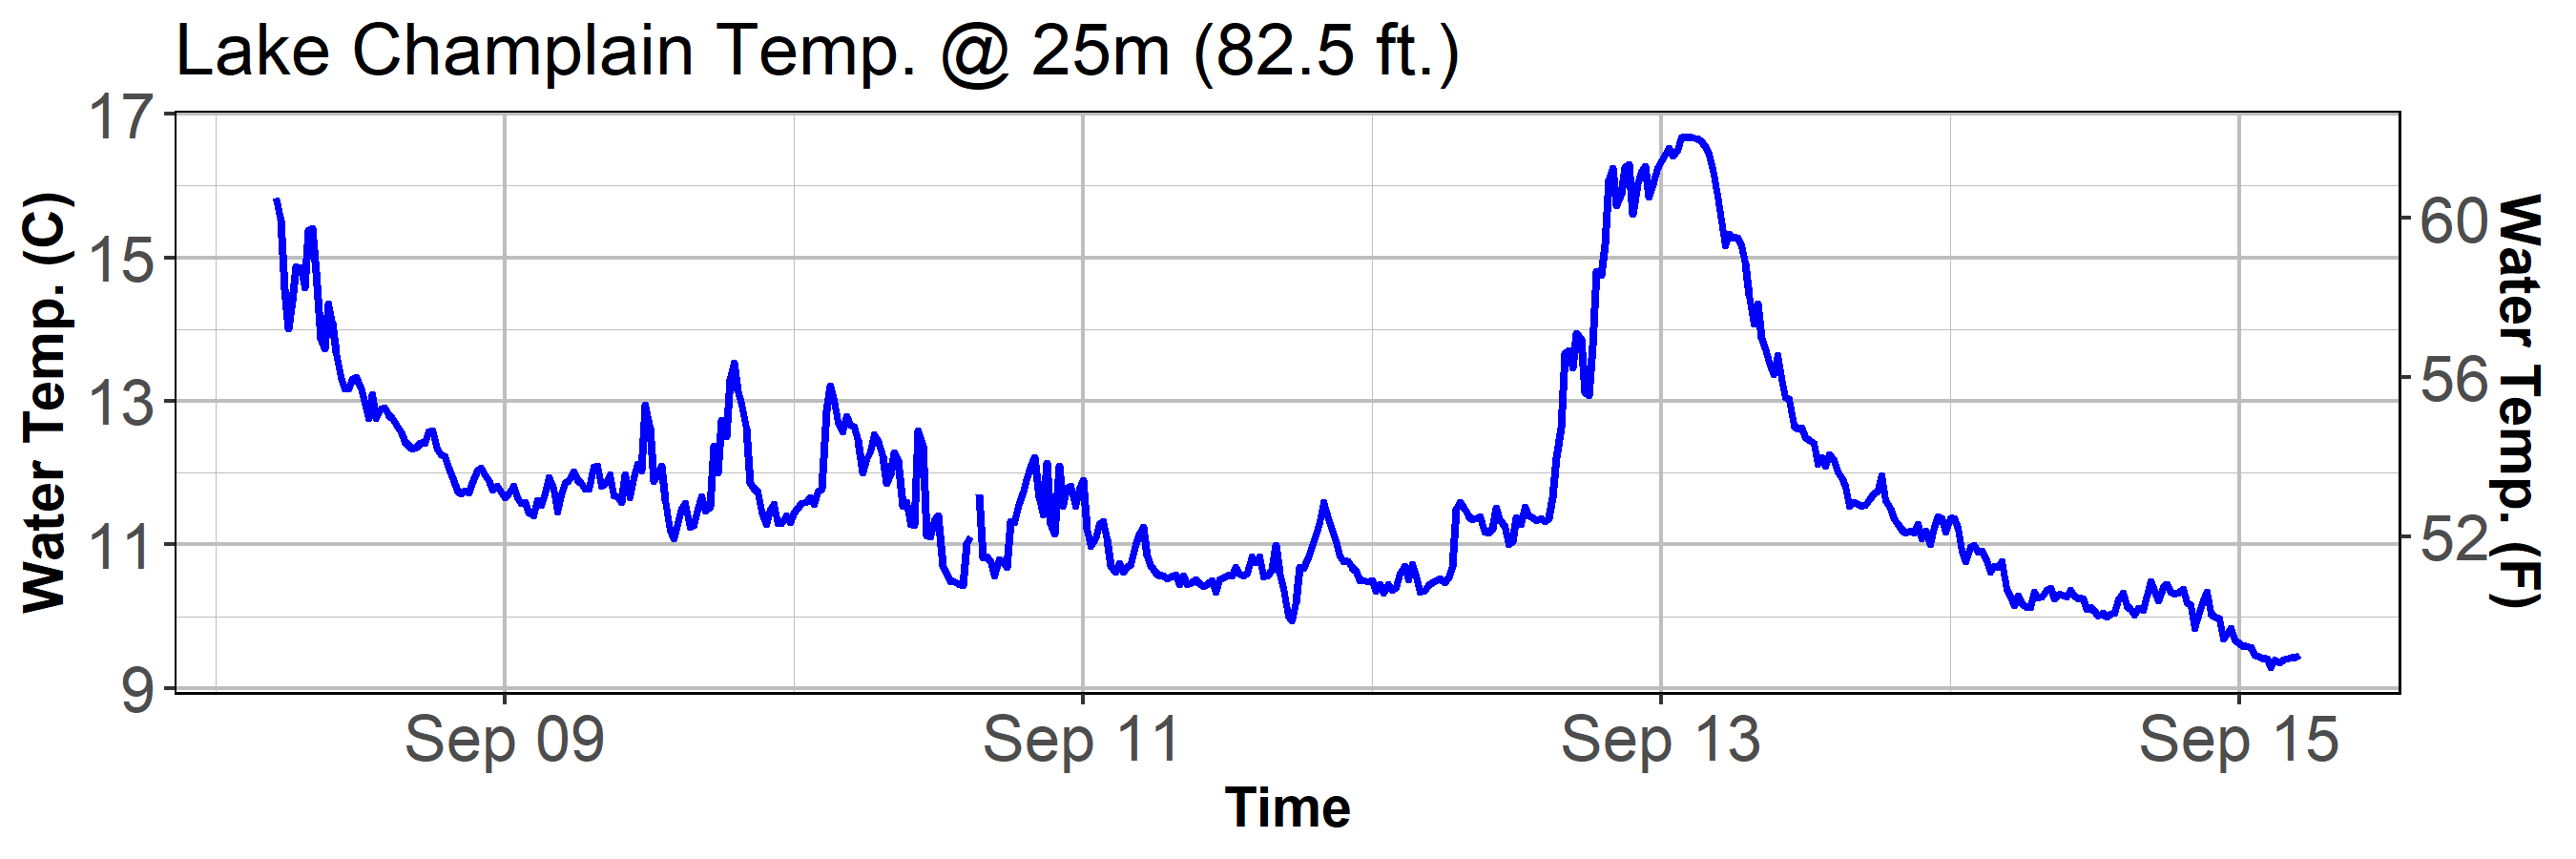 Lake Champlain Temp. @ 25m (82.5 ft.)
Water Temp. (C)
17
15
13
11
9
60
56
52
Water Temp. (F)
Sep 09 Sep 11 Sep 13 Sep 15
Time